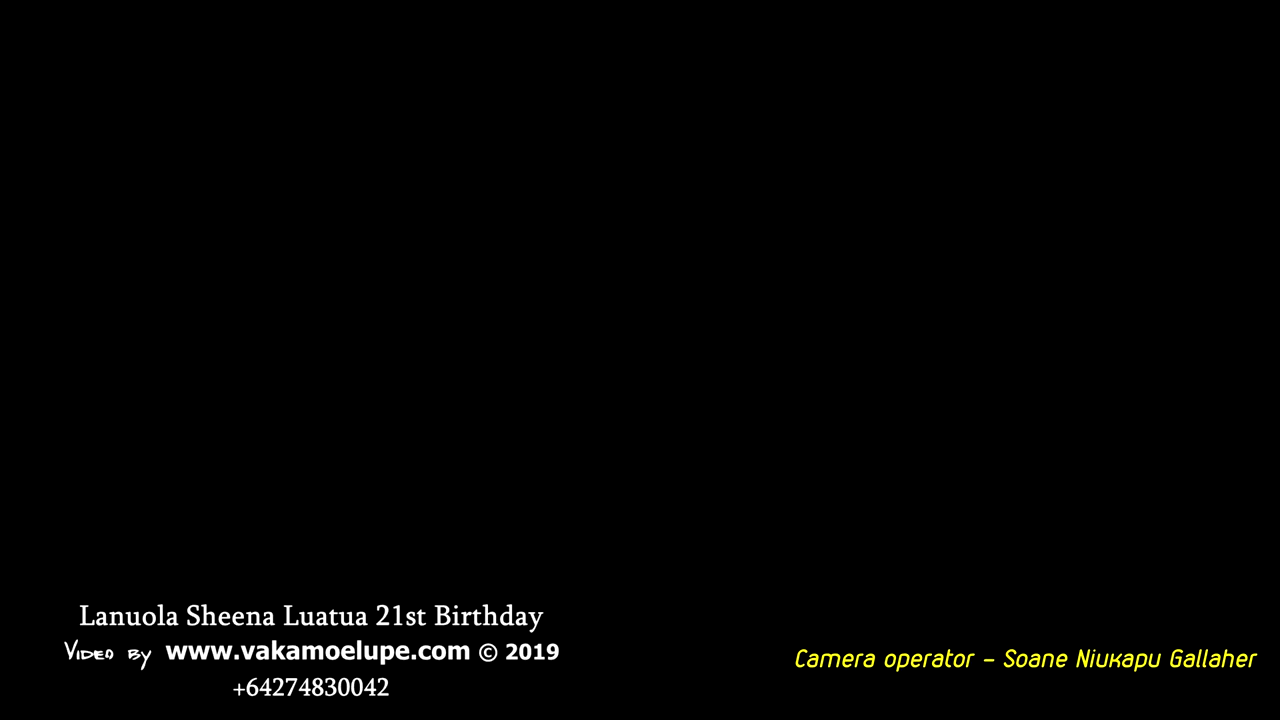 Lanuola Sheena Luatua 21st Birthday
Video by www.vakamoelupe.com © 2019
+64274830042
Camera operator - Soane Niukapu Gallaher